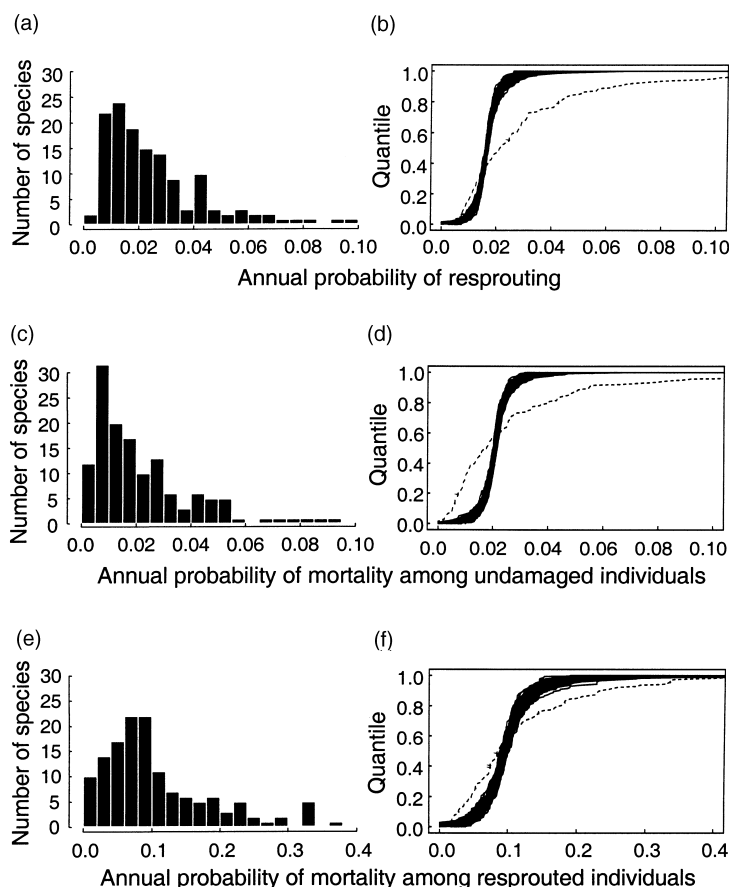 (a)
Number of species
30
25
20
15
10
5
0
0.0 0.02 0.04 0.06 0.08 0.10
(b)
Quantile
1.0
0.8
0.6
0.4
0.2
0.0
0.0 0.02 0.04 0.06 0.08 0.10
Annual probability of resprouting
(c)
Number of species
30
25
20
15
10
5
0
0.0 0.02 0.04 0.06 0.08 0.10
(d)
Quantile
1.0
0.8
0.6
0.4
0.2
0.0
0.0 0.02 0.04 0.06 0.08 0.10
Annual probability of mortality among undamaged individuals
(e)
Number of species
30
25
20
15
10
5
0
0.0 0.1 0.2 0.3 0.4
(f)
Quantile
1.0
0.8
0.6
0.4
0.2
0.0
0.0 0.1 0.2 0.3 0.4
Annual probability of mortality among resprouted individuals